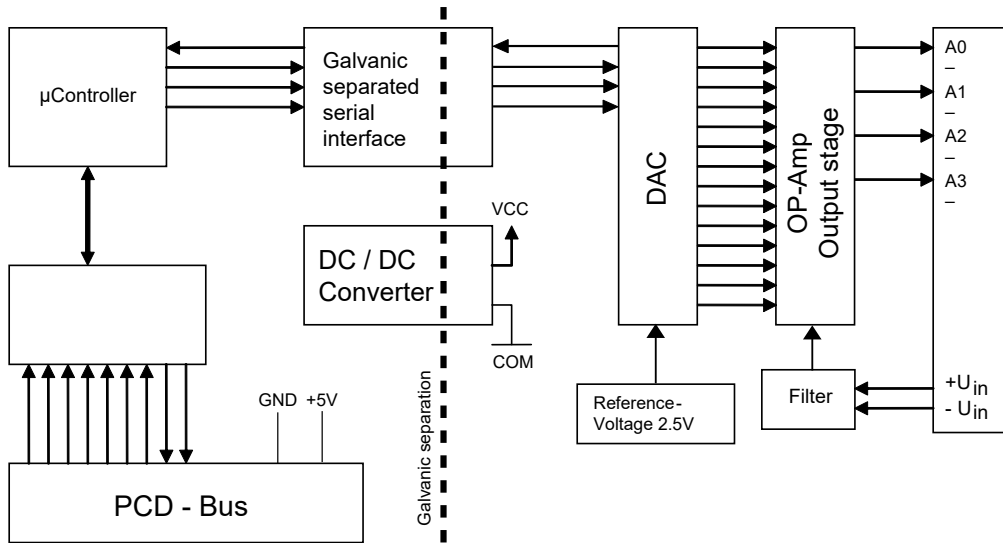 µController
Galvanic
separated
serial
interface
DAC
OP-Amp
Output stage
A0
–
A1
–
A2
–
A3
–
VCC
DC / DC
Converter
COM
Reference-
Voltage 2.5V
Filter
+Uin
- Uin
GND +5V
Galvanic separation
PCD - Bus